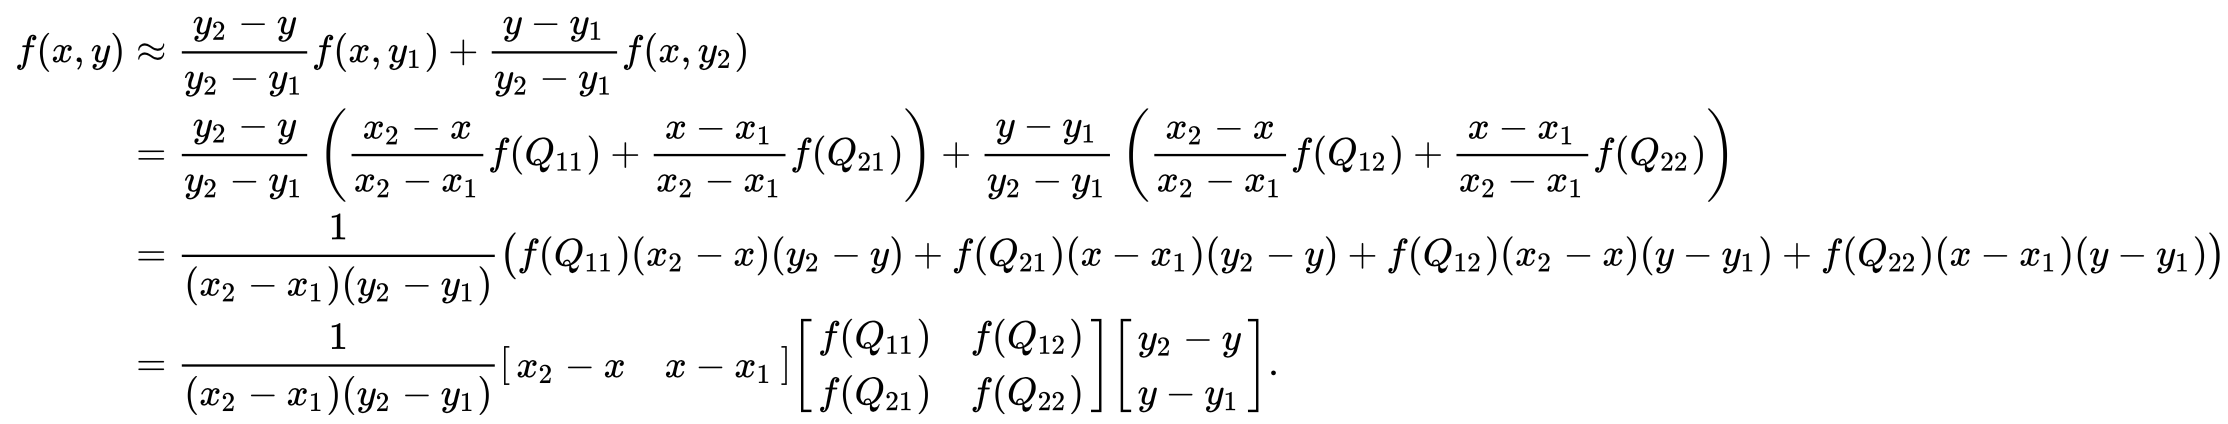 f(x, y) ≈ \frac{y_2 − y}{y_2 − y_1} f(x, y_1) + \frac{y − y_1}{y_2 − y_1} f(x, y_2)
= \frac{y_2 − y}{y_2 − y_1} \left( \frac{x_2 − x}{x_2 − x_1} f(Q_{11}) + \frac{x − x_1}{x_2 − x_1} f(Q_{21}) \right) + \frac{y − y_1}{y_2 − y_1} \left( \frac{x_2 − x}{x_2 − x_1} f(Q_{12}) + \frac{x − x_1}{x_2 − x_1} f(Q_{22}) \right)
= \frac{1}{(x_2 − x_1)(y_2 − y_1)} \big( f(Q_{11})(x_2 − x)(y_2 − y) + f(Q_{21})(x − x_1)(y_2 − y) + f(Q_{12})(x_2 − x)(y − y_1) + f(Q_{22})(x − x_1)(y − y_1) \big)
= \frac{1}{(x_2 − x_1)(y_2 − y_1)} \begin{bmatrix} x_2 − x & x − x_1 \end{bmatrix} \begin{bmatrix} f(Q_{11}) & f(Q_{12}) \\ f(Q_{21}) & f(Q_{22}) \end{bmatrix} \begin{bmatrix} y_2 − y \\ y − y_1 \end{bmatrix}.